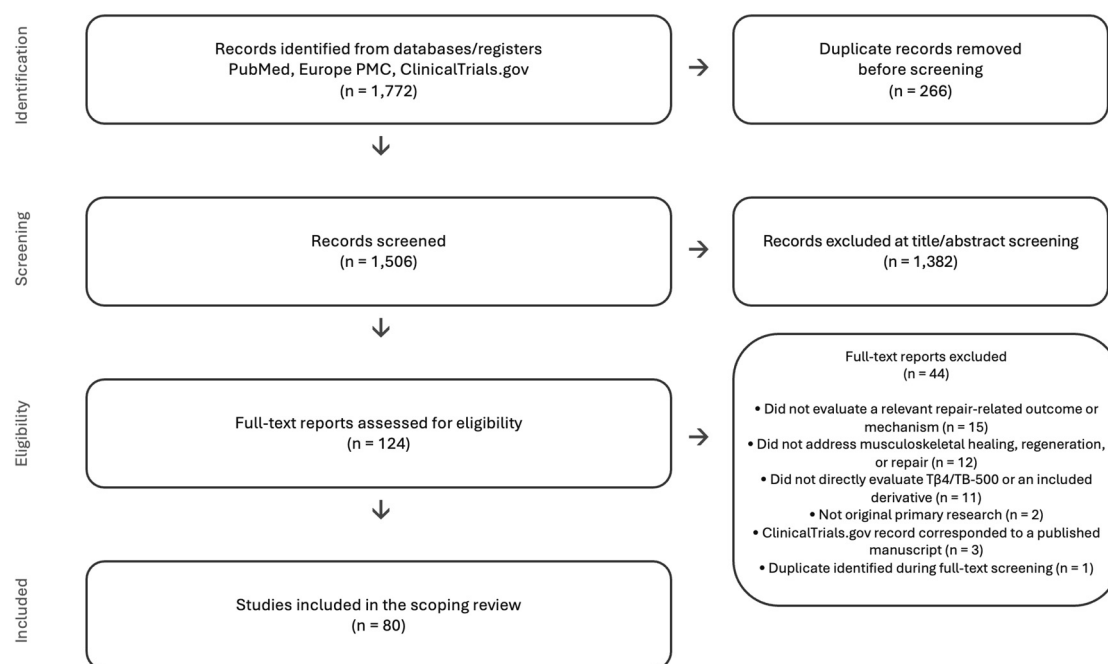 Identification
Records identified from databases/registers
PubMed, Europe PMC, ClinicalTrials.gov
(n = 1,772)
Duplicate records removed
before screening
(n = 266)
Screening
Records screened
(n = 1,506)
Records excluded at title/abstract screening
(n = 1,382)
Eligibility
Full-text reports assessed for eligibility
(n = 124)
Full-text reports excluded
(n = 44)
• Did not evaluate a relevant repair-related outcome or
mechanism (n = 15)
• Did not address musculoskeletal healing, regeneration,
or repair (n = 12)
• Did not directly evaluate Tβ4/TB-500 or an included
derivative (n = 11)
• Not original primary research (n = 2)
• ClinicalTrials.gov record corresponded to a published
manuscript (n = 3)
• Duplicate identified during full-text screening (n = 1)
Included
Studies included in the scoping review
(n = 80)